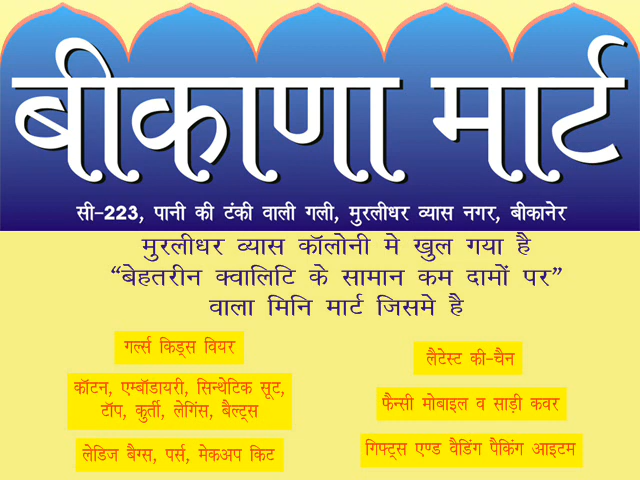 बीकाणा मार्ट
सी-223, पानी की टंकी वाली गली, मुरलीधर व्यास नगर, बीकानेर
मुरलीधर व्यास कॉलोनी मे खुल गया है
“बेहतरीन क्वालिटि के सामान कम दामों पर”
वाला मिनि मार्ट जिसमे है
गर्ल्स किड्स वियर
कॉटन, एम्बॉडायरी, सिन्थेटिक सूट,
टॉप, कुर्ती, लेगिंस, बैल्ट्स
लेडिज बैग्स, पर्स, मेकअप किट
लैटेस्ट की-चैन
फैन्सी मोबाइल व साड़ी कवर
गिफ्ट्स एण्ड वैडिंग पैकिंग आइटम